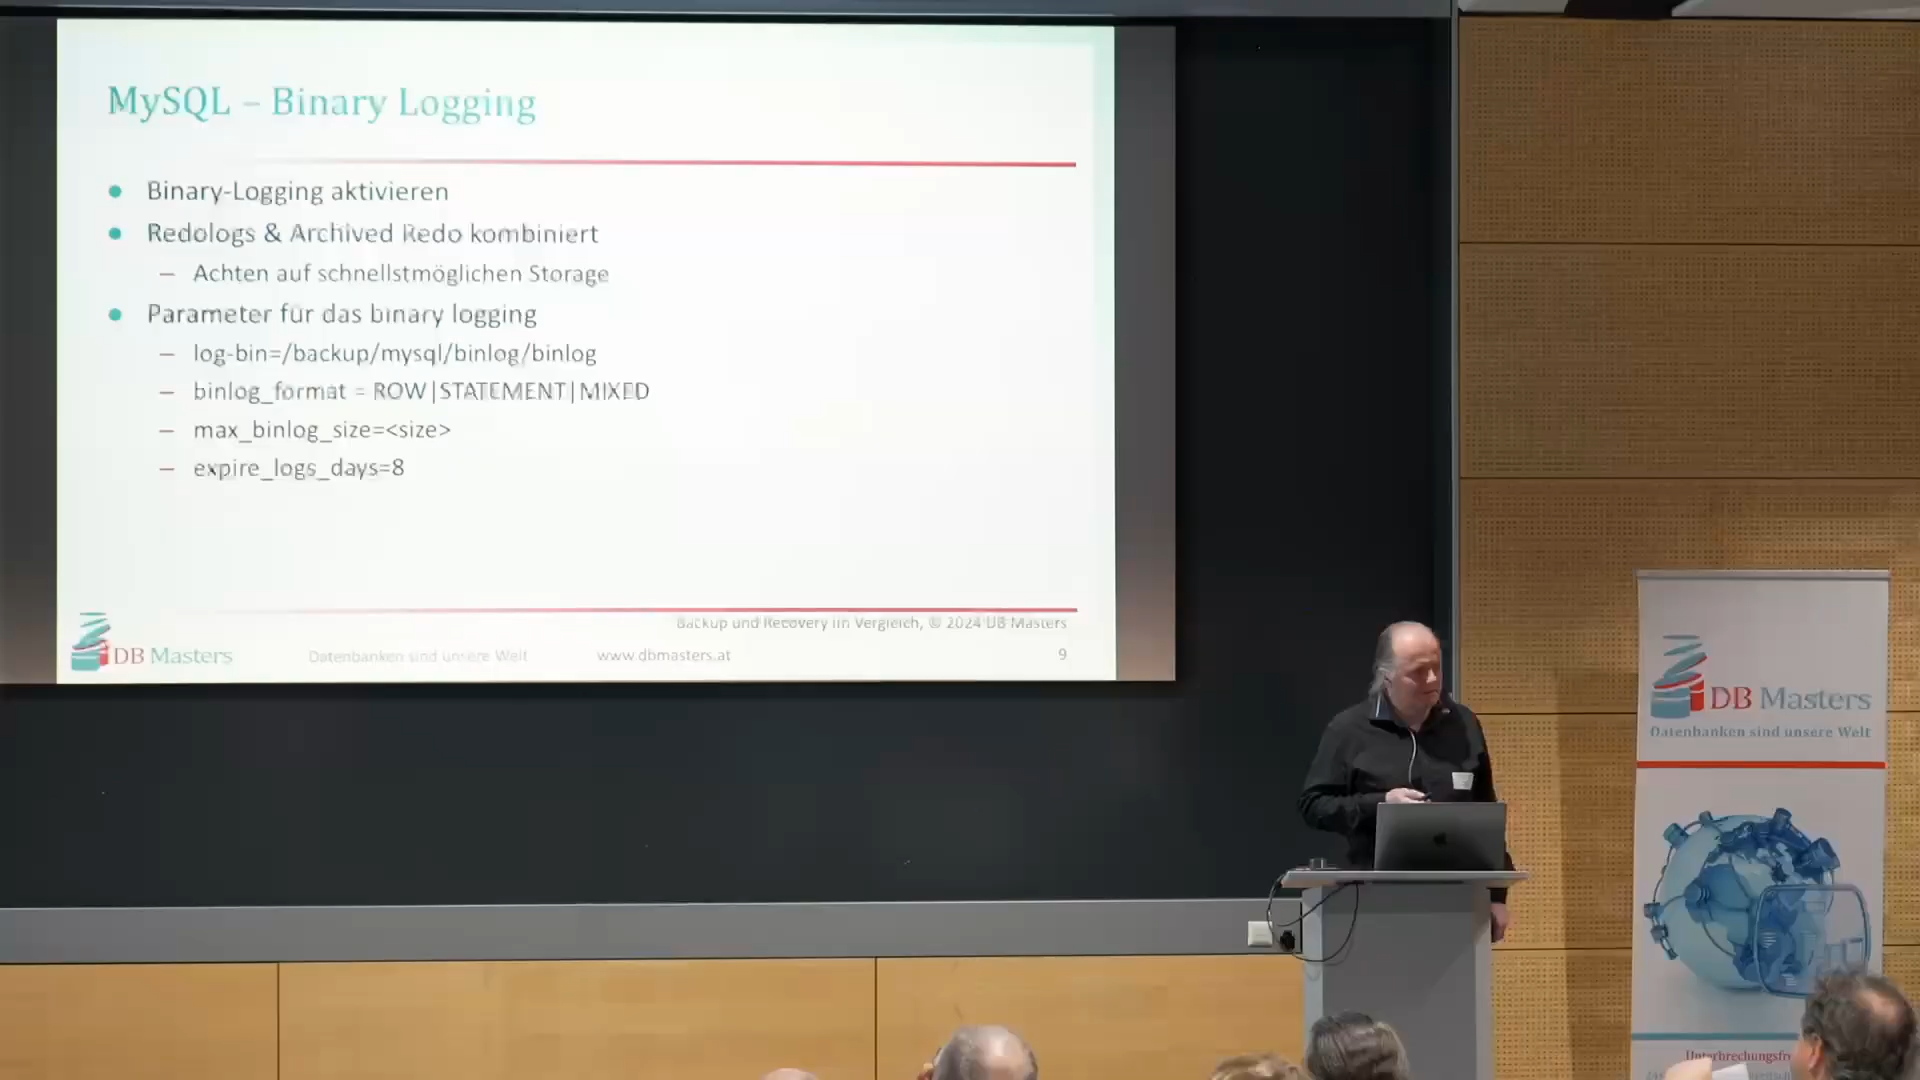 MySQL – Binary Logging
● Binary-Logging aktivieren
● Redologs & Archived Redo kombiniert
– Achten auf schnellstmöglichen Storage
● Parameter für das binary logging
– log-bin=/backup/mysql/binlog/binlog
– binlog_format = ROW|STATEMENT|MIXED
– max_binlog_size=<size>
– expire_logs_days=8
Backup und Recovery im Vergleich, © 2024 DB Masters
DB Masters Datenbanken sind unsere Welt www.dbmasters.at 9
DB Masters
Datenbanken sind unsere Welt